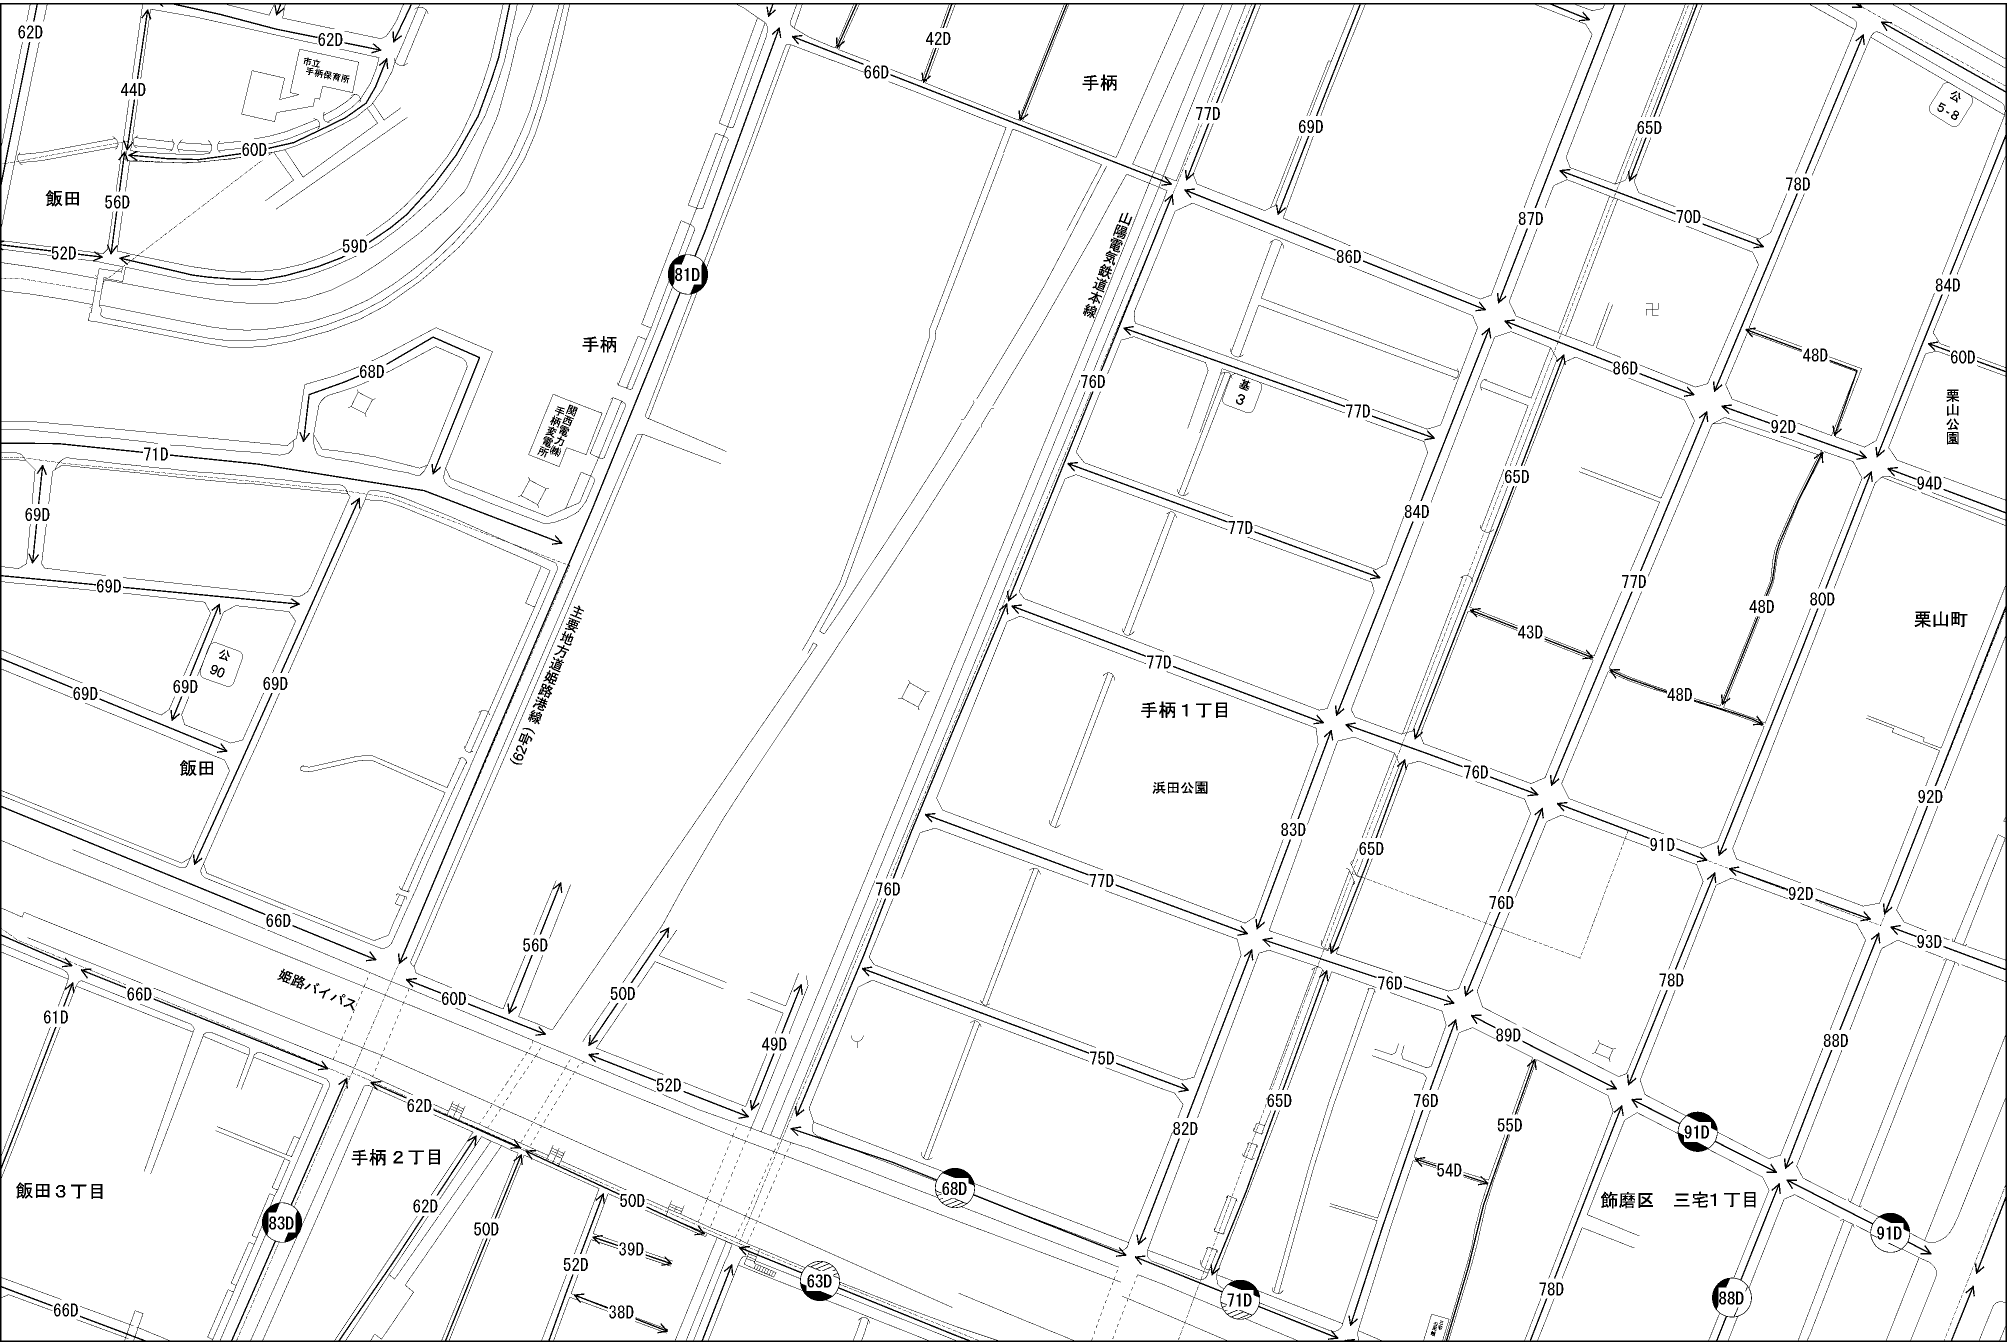 62D
62D
市立
手柄保育所
42D
66D
手柄
公
5-8
44D
77D
69D
65D
60D
飯田
56D
78D
70D
87D
52D
59D
86D
81D
山陽電気鉄道本線
84D
手柄
48D
60D
68D
76D
86D
77D
基
3
栗山公園
関西電力㈱
手柄変電所
92D
71D
65D
94D
69D
84D
77D
77D
69D
48D
80D
主要地方道姫路港線
(62号)
栗山町
43D
公
90
77D
69D
69D
69D
48D
手柄1丁目
飯田
76D
浜田公園
92D
83D
65D
91D
77D
76D
92D
76D
66D
56D
93D
姫路バイパス
66D
60D
50D
76D
78D
61D
49D
89D
88D
75D
52D
62D
65D
76D
82D
55D
91D
手柄2丁目
54D
68D
飯田3丁目
飾磨区 三宅1丁目
62D
50D
50D
83D
91D
39D
52D
63D
78D
88D
71D
66D
38D